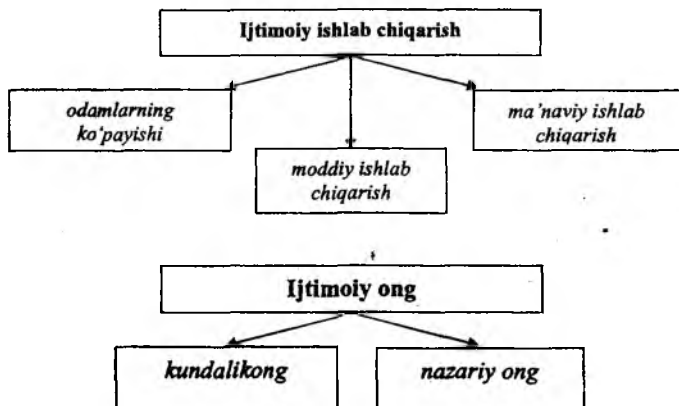 Ijtimoiy ishlab chiqarish
odamlarning
ko‘payishi
moddiy ishlab
chiqarish
ma’naviy ishlab
chiqarish
Ijtimoiy ong
kundalikong
nazariy ong